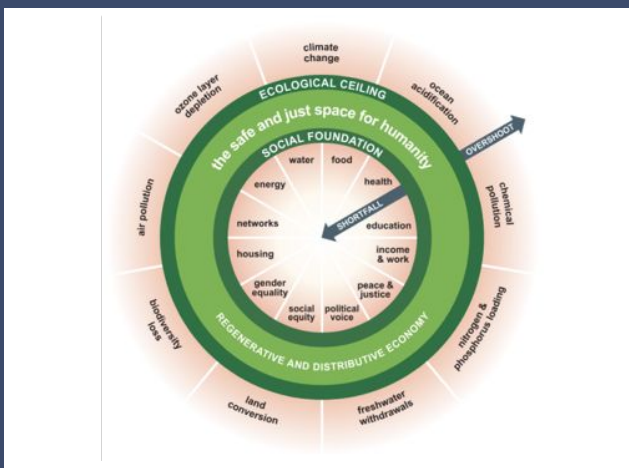 climate
change
ocean
acidification
chemical
pollution
nitrogen &
phosphorus loading
freshwater
withdrawals
land
conversion
biodiversity
loss
air pollution
ozone layer
depletion
ECOLOGICAL CEILING
the safe and just space for humanity
SOCIAL FOUNDATION
OVERSHOOT
SHORTFALL
water
food
health
education
income
& work
peace &
justice
political
voice
social
equity
gender
equality
housing
networks
energy
REGENERATIVE AND DISTRIBUTIVE ECONOMY